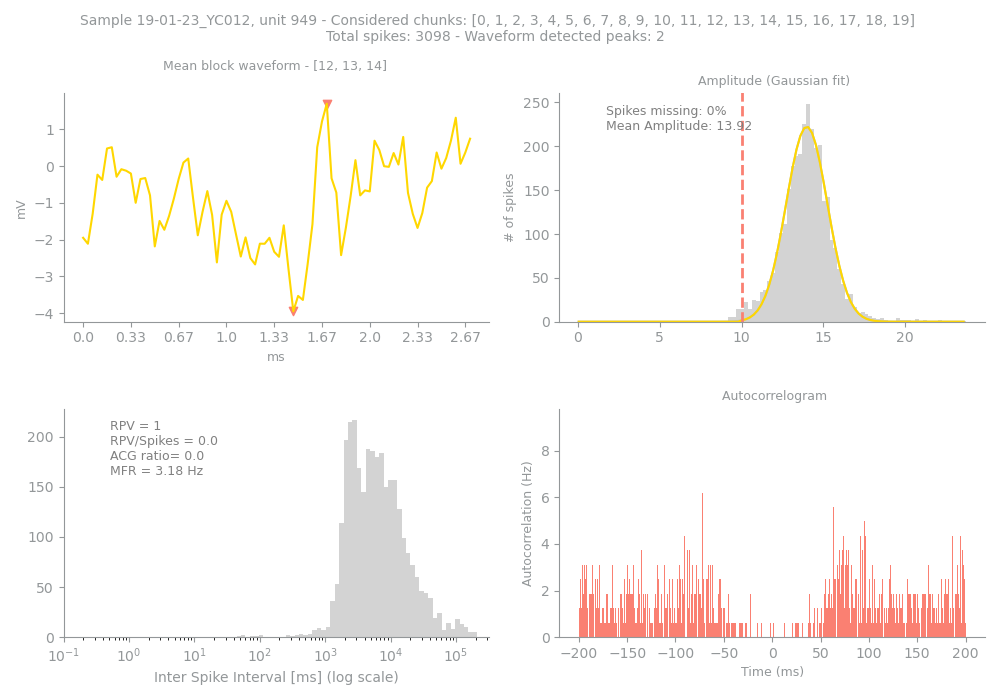 Sample 19-01-23_YC012, unit 949 - Considered chunks: [0, 1, 2, 3, 4, 5, 6, 7, 8, 9, 10, 11, 12, 13, 14, 15, 16, 17, 18, 19]
Total spikes: 3098 - Waveform detected peaks: 2
Mean block waveform - [12, 13, 14]
mV
1
0
−1
−2
−3
−4
0.0 0.33 0.67 1.0 1.33 1.67 2.0 2.33 2.67
ms
Amplitude (Gaussian fit)
Spikes missing: 0%
Mean Amplitude: 13.92
# of spikes
250
200
150
100
50
0
0 5 10 15 20
RPV = 1
RPV/Spikes = 0.0
ACG ratio= 0.0
MFR = 3.18 Hz
200
150
100
50
0
10⁻¹ 10⁰ 10¹ 10² 10³ 10⁴ 10⁵
Inter Spike Interval [ms] (log scale)
Autocorrelogram
Autocorrelation (Hz)
8
6
4
2
0
−200 −150 −100 −50 0 50 100 150 200
Time (ms)